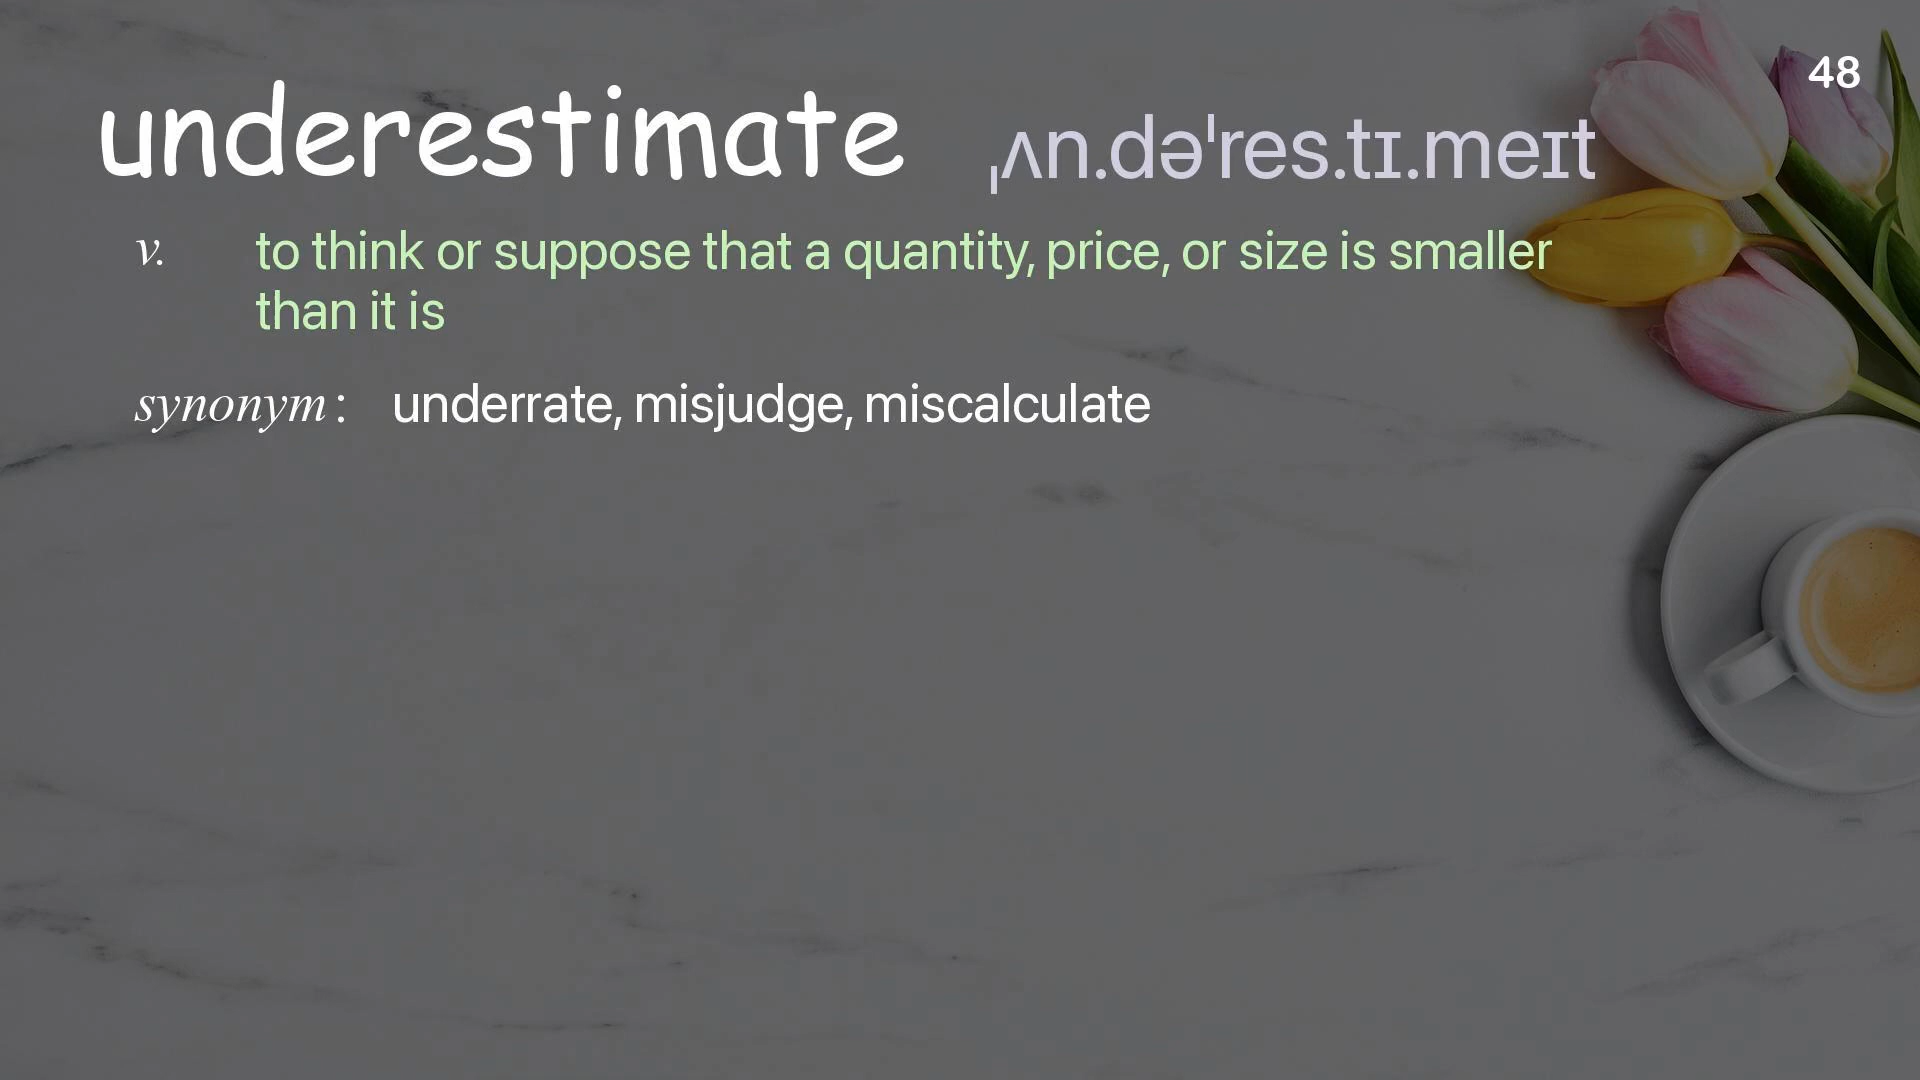 48
underestimate ˌʌn.dəˈres.tɪ.meɪt
v. to think or suppose that a quantity, price, or size is smaller
than it is
synonym : underrate, misjudge, miscalculate